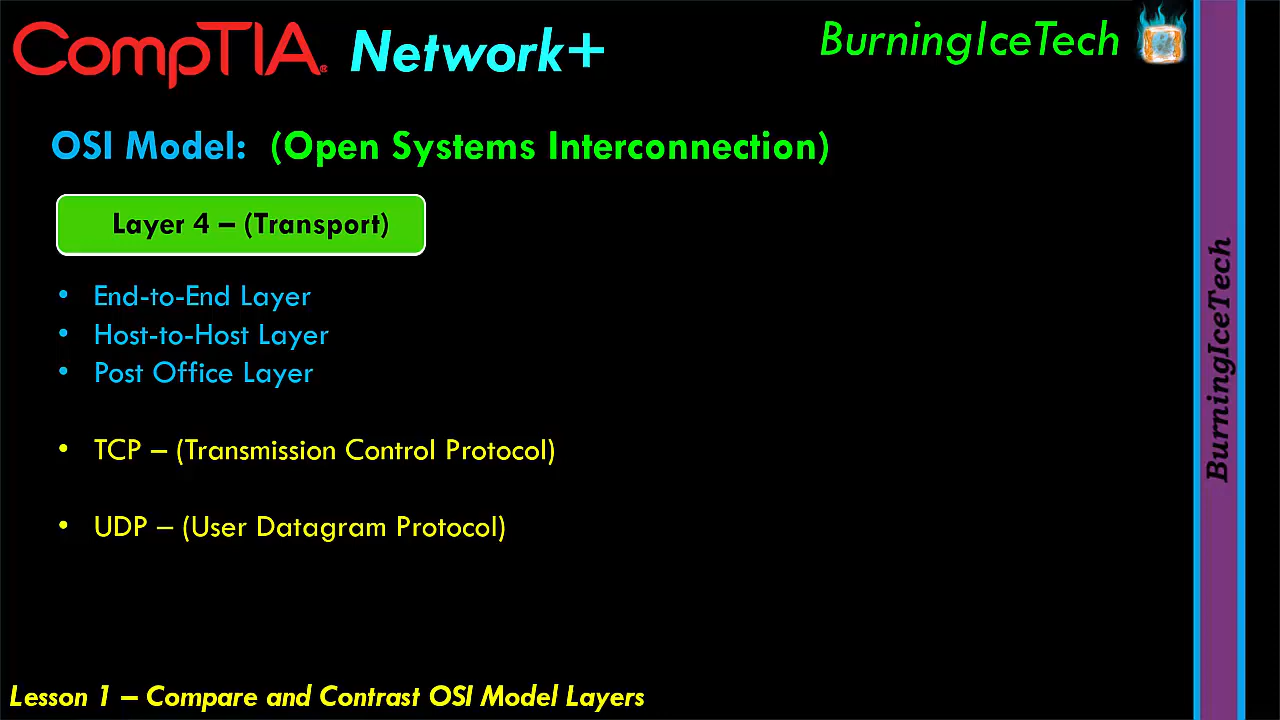 CompTIA® Network+
BurningIceTech
OSI Model: (Open Systems Interconnection)
Layer 4 – (Transport)
• End-to-End Layer
• Host-to-Host Layer
• Post Office Layer
• TCP – (Transmission Control Protocol)
• UDP – (User Datagram Protocol)
Lesson 1 – Compare and Contrast OSI Model Layers
BurningIceTech